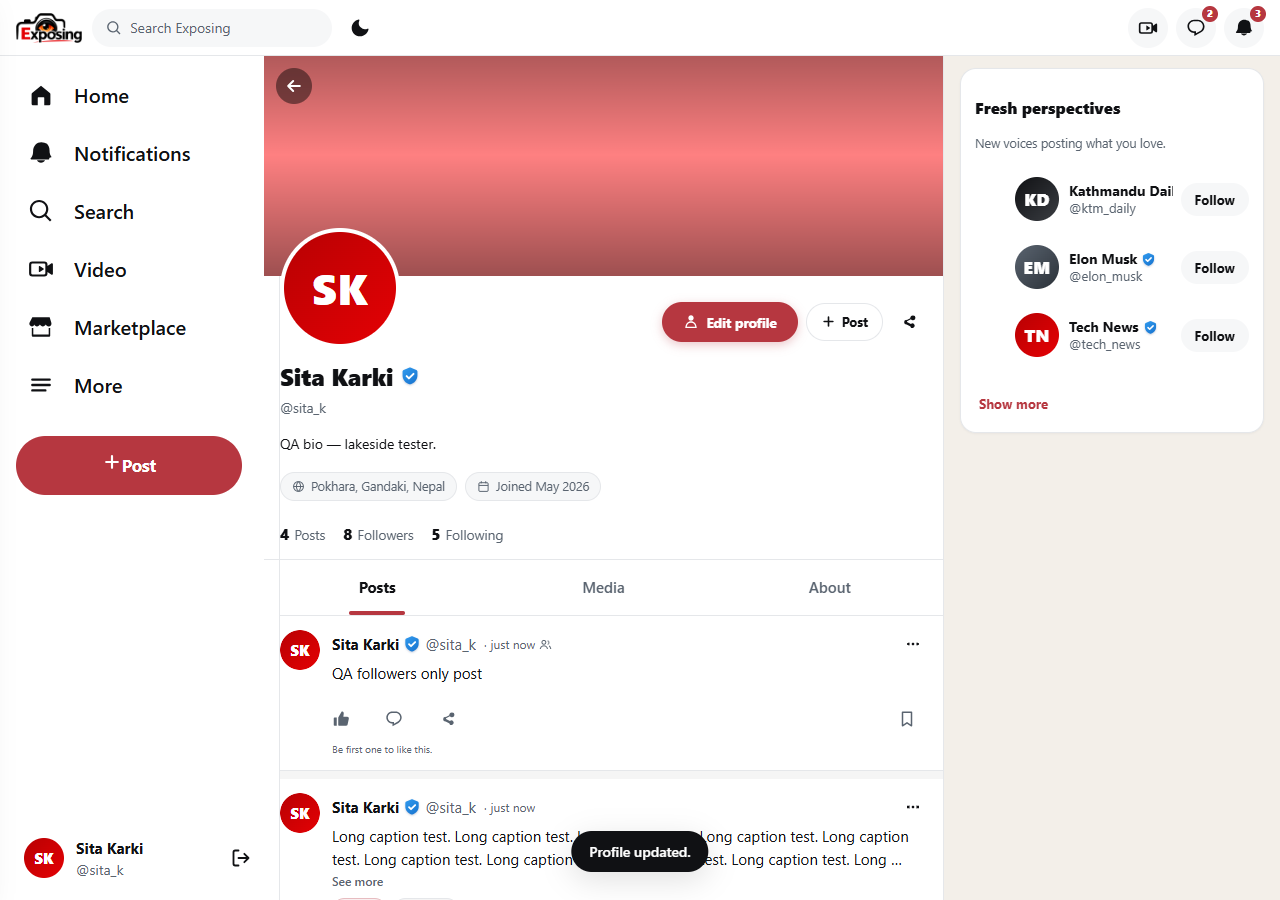 Exposing
Search Exposing
2
3
Home
Notifications
Search
Video
Marketplace
More
Post
Sita Karki
@sita_k
SK
SK
Edit profile
Post
Sita Karki
@sita_k
QA bio — lakeside tester.
Pokhara, Gandaki, Nepal
Joined May 2026
4 Posts 8 Followers 5 Following
Posts
Media
About
SK
Sita Karki @sita_k · just now
QA followers only post
Be first one to like this.
SK
Sita Karki @sita_k · just now
Long caption test. Long caption test. Long caption test. Long caption
test. Long caption test. Long caption test. Long caption test. Long ...
See more
Profile updated.
Fresh perspectives
New voices posting what you love.
KD
Kathmandu Dail
@ktm_daily
Follow
EM
Elon Musk
@elon_musk
Follow
TN
Tech News
@tech_news
Follow
Show more